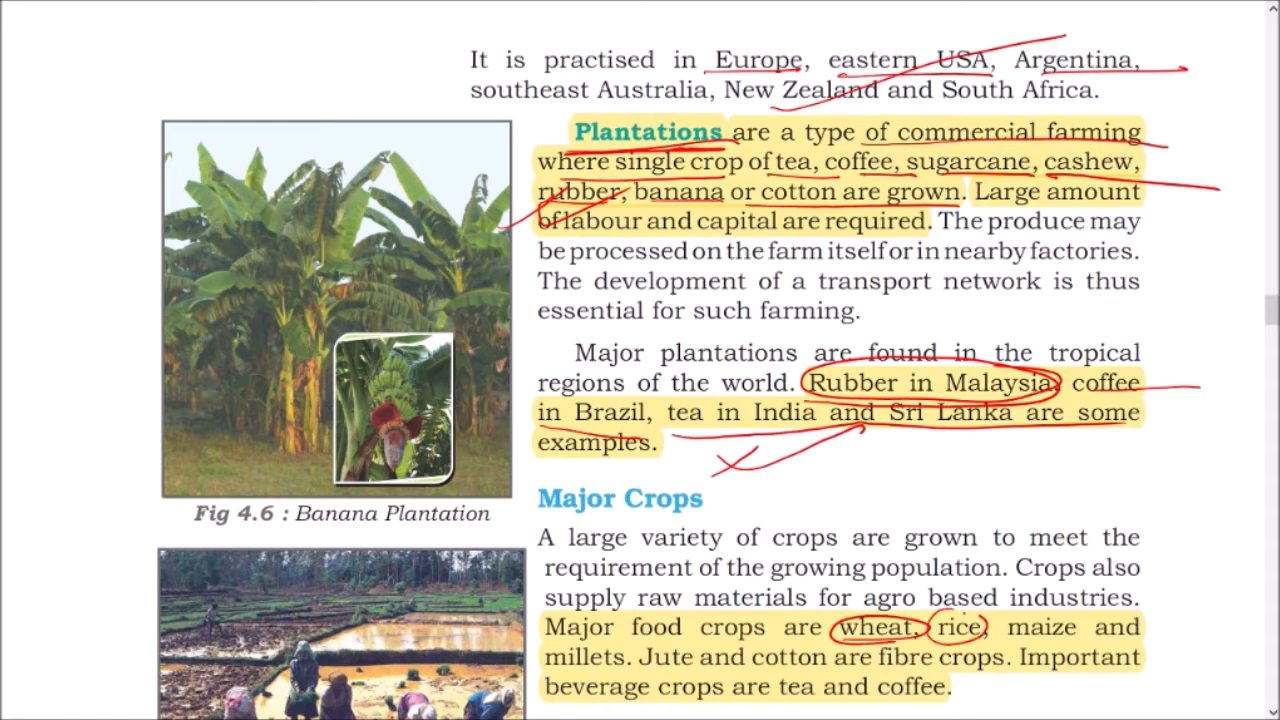 It is practised in Europe, eastern USA, Argentina,
southeast Australia, New Zealand and South Africa.
Plantations are a type of commercial farming
where single crop of tea, coffee, sugarcane, cashew,
rubber, banana or cotton are grown. Large amount
of labour and capital are required. The produce may
be processed on the farm itself or in nearby factories.
The development of a transport network is thus
essential for such farming.
Major plantations are found in the tropical
regions of the world. Rubber in Malaysia, coffee
in Brazil, tea in India and Sri Lanka are some
examples.
Fig 4.6 : Banana Plantation
Major Crops
A large variety of crops are grown to meet the
requirement of the growing population. Crops also
supply raw materials for agro based industries.
Major food crops are wheat, rice, maize and
millets. Jute and cotton are fibre crops. Important
beverage crops are tea and coffee.